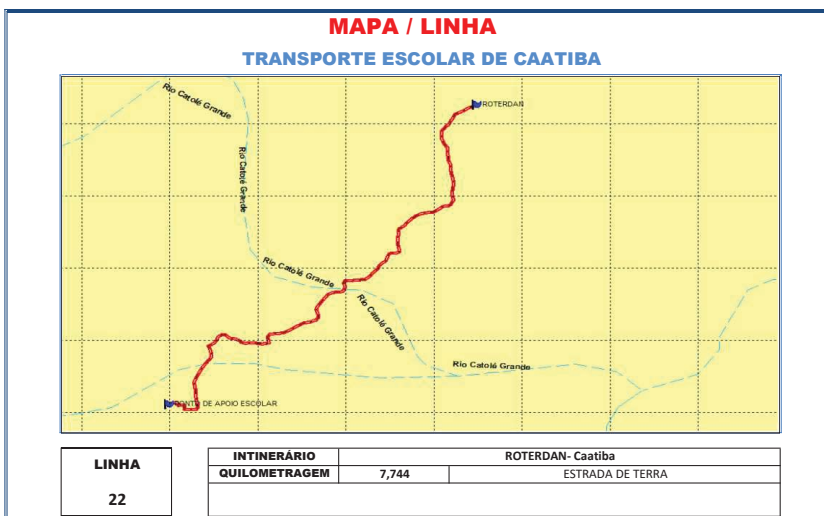 MAPA / LINHA
TRANSPORTE ESCOLAR DE CAATIBA
Rio Catolé Grande
ROTERDAN
Rio Catolé Grande
Rio Catolé Grande
Rio Catolé Grande
Rio Catolé Grande
PONTO DE APOIO ESCOLAR
LINHA
22
INTINERÁRIO ROTERDAN- Caatiba
QUILOMETRAGEM 7,744 ESTRADA DE TERRA